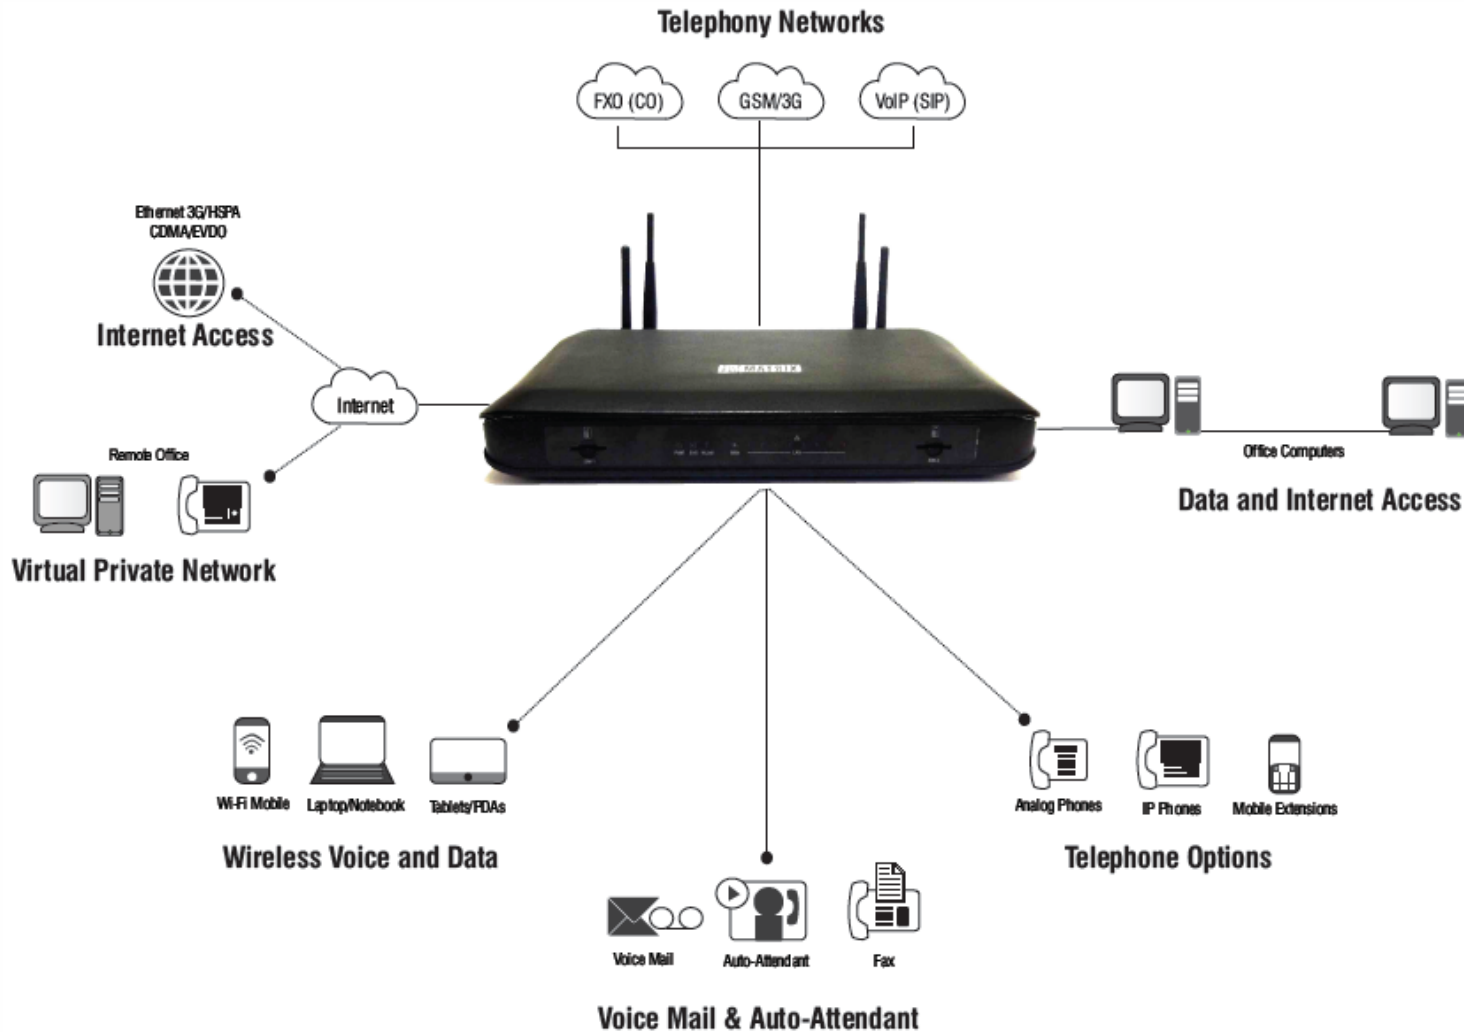 Telephony Networks
FXO (CO)
GSM/3G
VoIP (SIP)
Ethernet 3G/HSPA
CDMA/EVDO
Internet Access
MATRIX
Internet
Remote Office
Virtual Private Network
Office Computers
Data and Internet Access
Wi-Fi Mobile
Laptop/Notebook
Tablets/PDAs
Wireless Voice and Data
Analog Phones
IP Phones
Mobile Extensions
Telephone Options
Voice Mail
Auto-Attendant
Fax
Voice Mail & Auto-Attendant